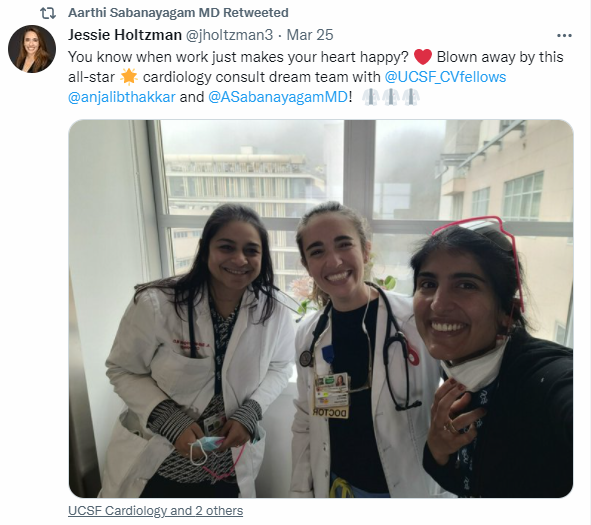 Aarthi Sabanayagam MD Retweeted
Jessie Holtzman @jholtzman3 · Mar 25
You know when work just makes your heart happy? ❤️ Blown away by this
all-star 🌟 cardiology consult dream team with @UCSF_CVfellows
@anjalibthakkar and @ASabanayagamMD! 🥼🥼🥼
DOCTOR
UCSF Cardiology and 2 others